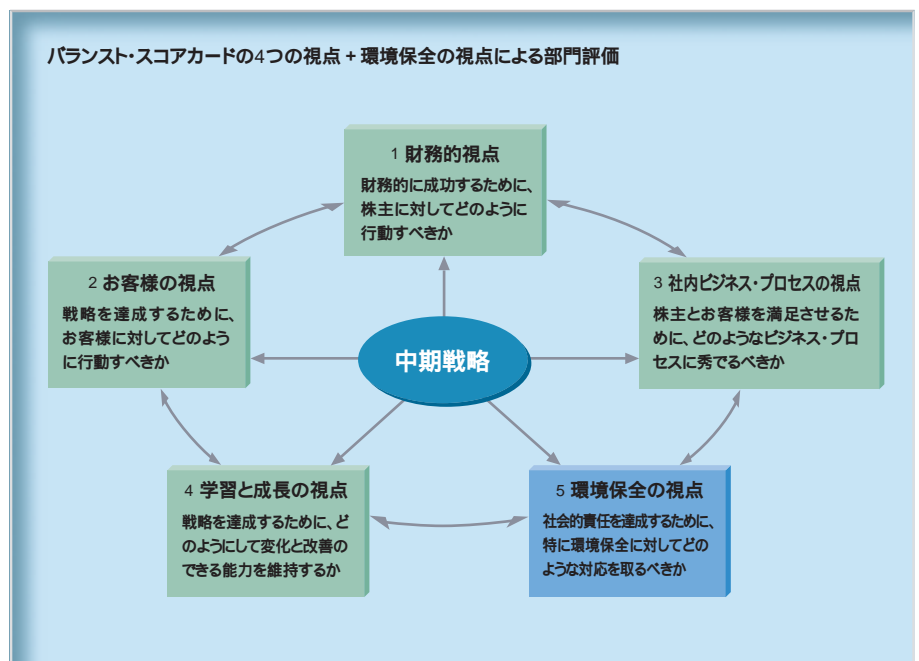 バランスト・スコアカードの4つの視点 + 環境保全の視点による部門評価
1 財務的視点
財務的に成功するために、
株主に対してどのように
行動すべきか
2 お客様の視点
戦略を達成するために、
お客様に対してどのよう
に行動すべきか
3 社内ビジネス・プロセスの視点
株主とお客様を満足させるた
めに、どのようなビジネス・プロ
セスに秀でるべきか
中期戦略
4 学習と成長の視点
戦略を達成するために、ど
のようにして変化と改善の
できる能力を維持するか
5 環境保全の視点
社会的責任を達成するために、
特に環境保全に対してどの
ような対応を取るべきか